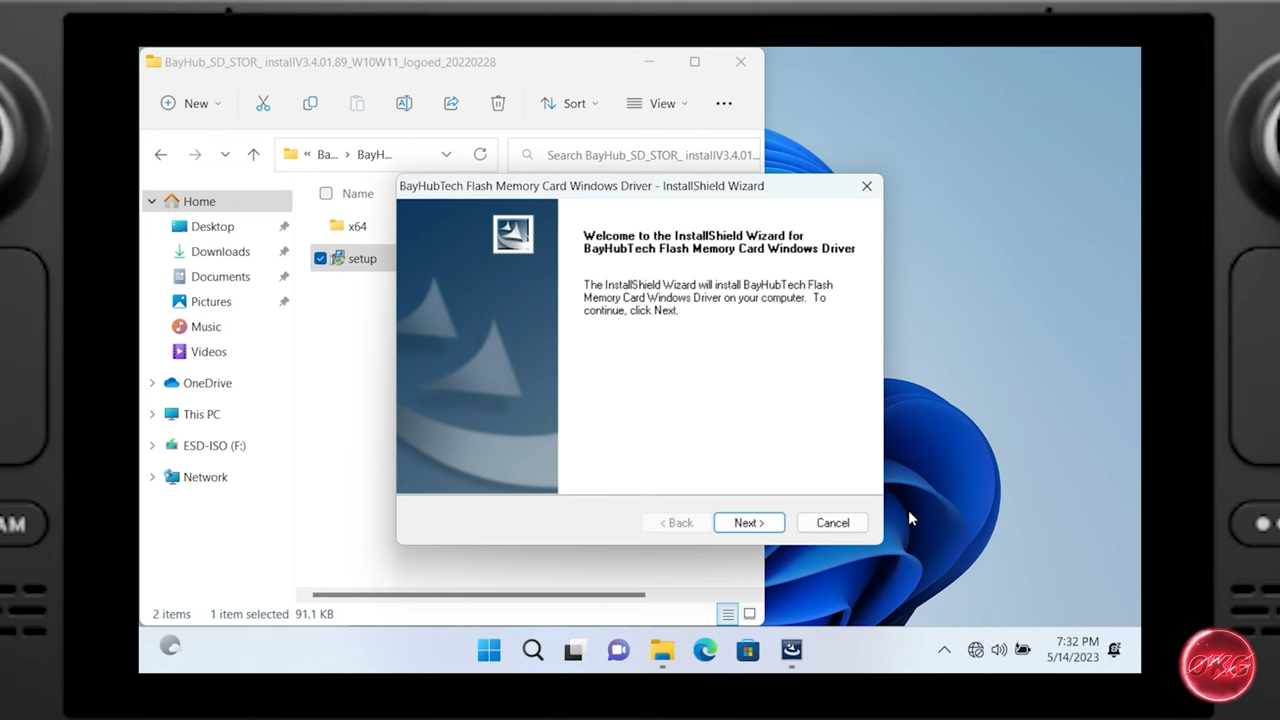 BayHub_SD_STOR_ installV3.4.01.89_W10W11_logoed_20220228
New
Sort
View
« Ba... > BayH...
Search BayHub_SD_STOR_ installV3.4.01...
Home
Desktop
Downloads
Documents
Pictures
Music
Videos
OneDrive
This PC
ESD-ISO (F:)
Network
Name
x64
setup
BayHubTech Flash Memory Card Windows Driver - InstallShield Wizard
Welcome to the InstallShield Wizard for
BayHubTech Flash Memory Card Windows Driver
The InstallShield Wizard will install BayHubTech Flash
Memory Card Windows Driver on your computer. To
continue, click Next.
< Back
Next >
Cancel
2 items
1 item selected 91.1 KB
7:32 PM
5/14/2023
AM